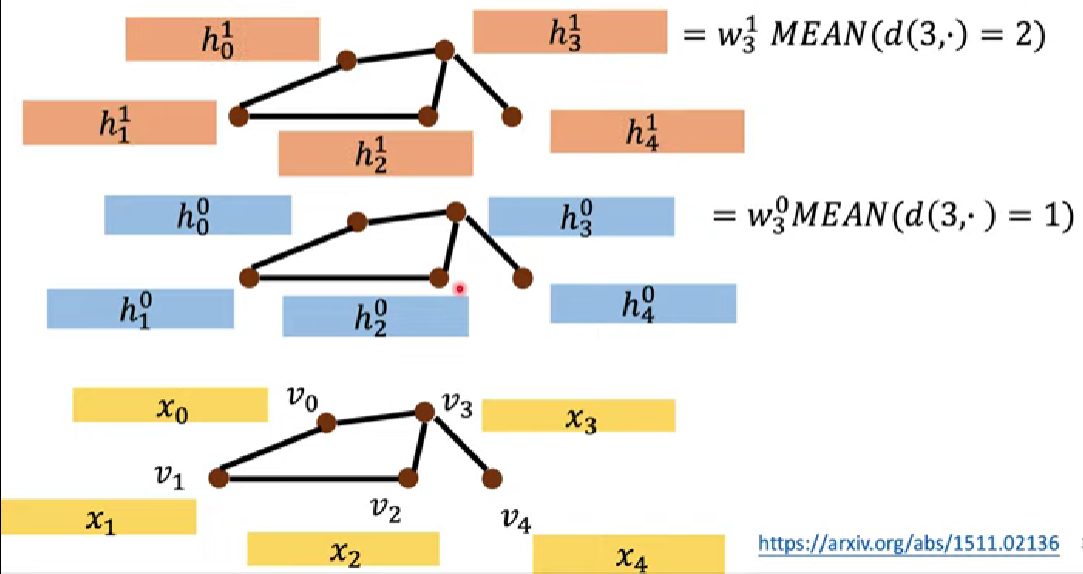 h_0^1
h_3^1 = w_3^1 MEAN(d(3,·) = 2)
h_1^1
h_2^1
h_4^1
h_0^0
h_3^0 = w_3^0 MEAN(d(3,·) = 1)
h_1^0
h_2^0
h_4^0
x_0
v_0
v_3
x_3
v_1
x_1
v_2
v_4
x_2
x_4
https://arxiv.org/abs/1511.02136